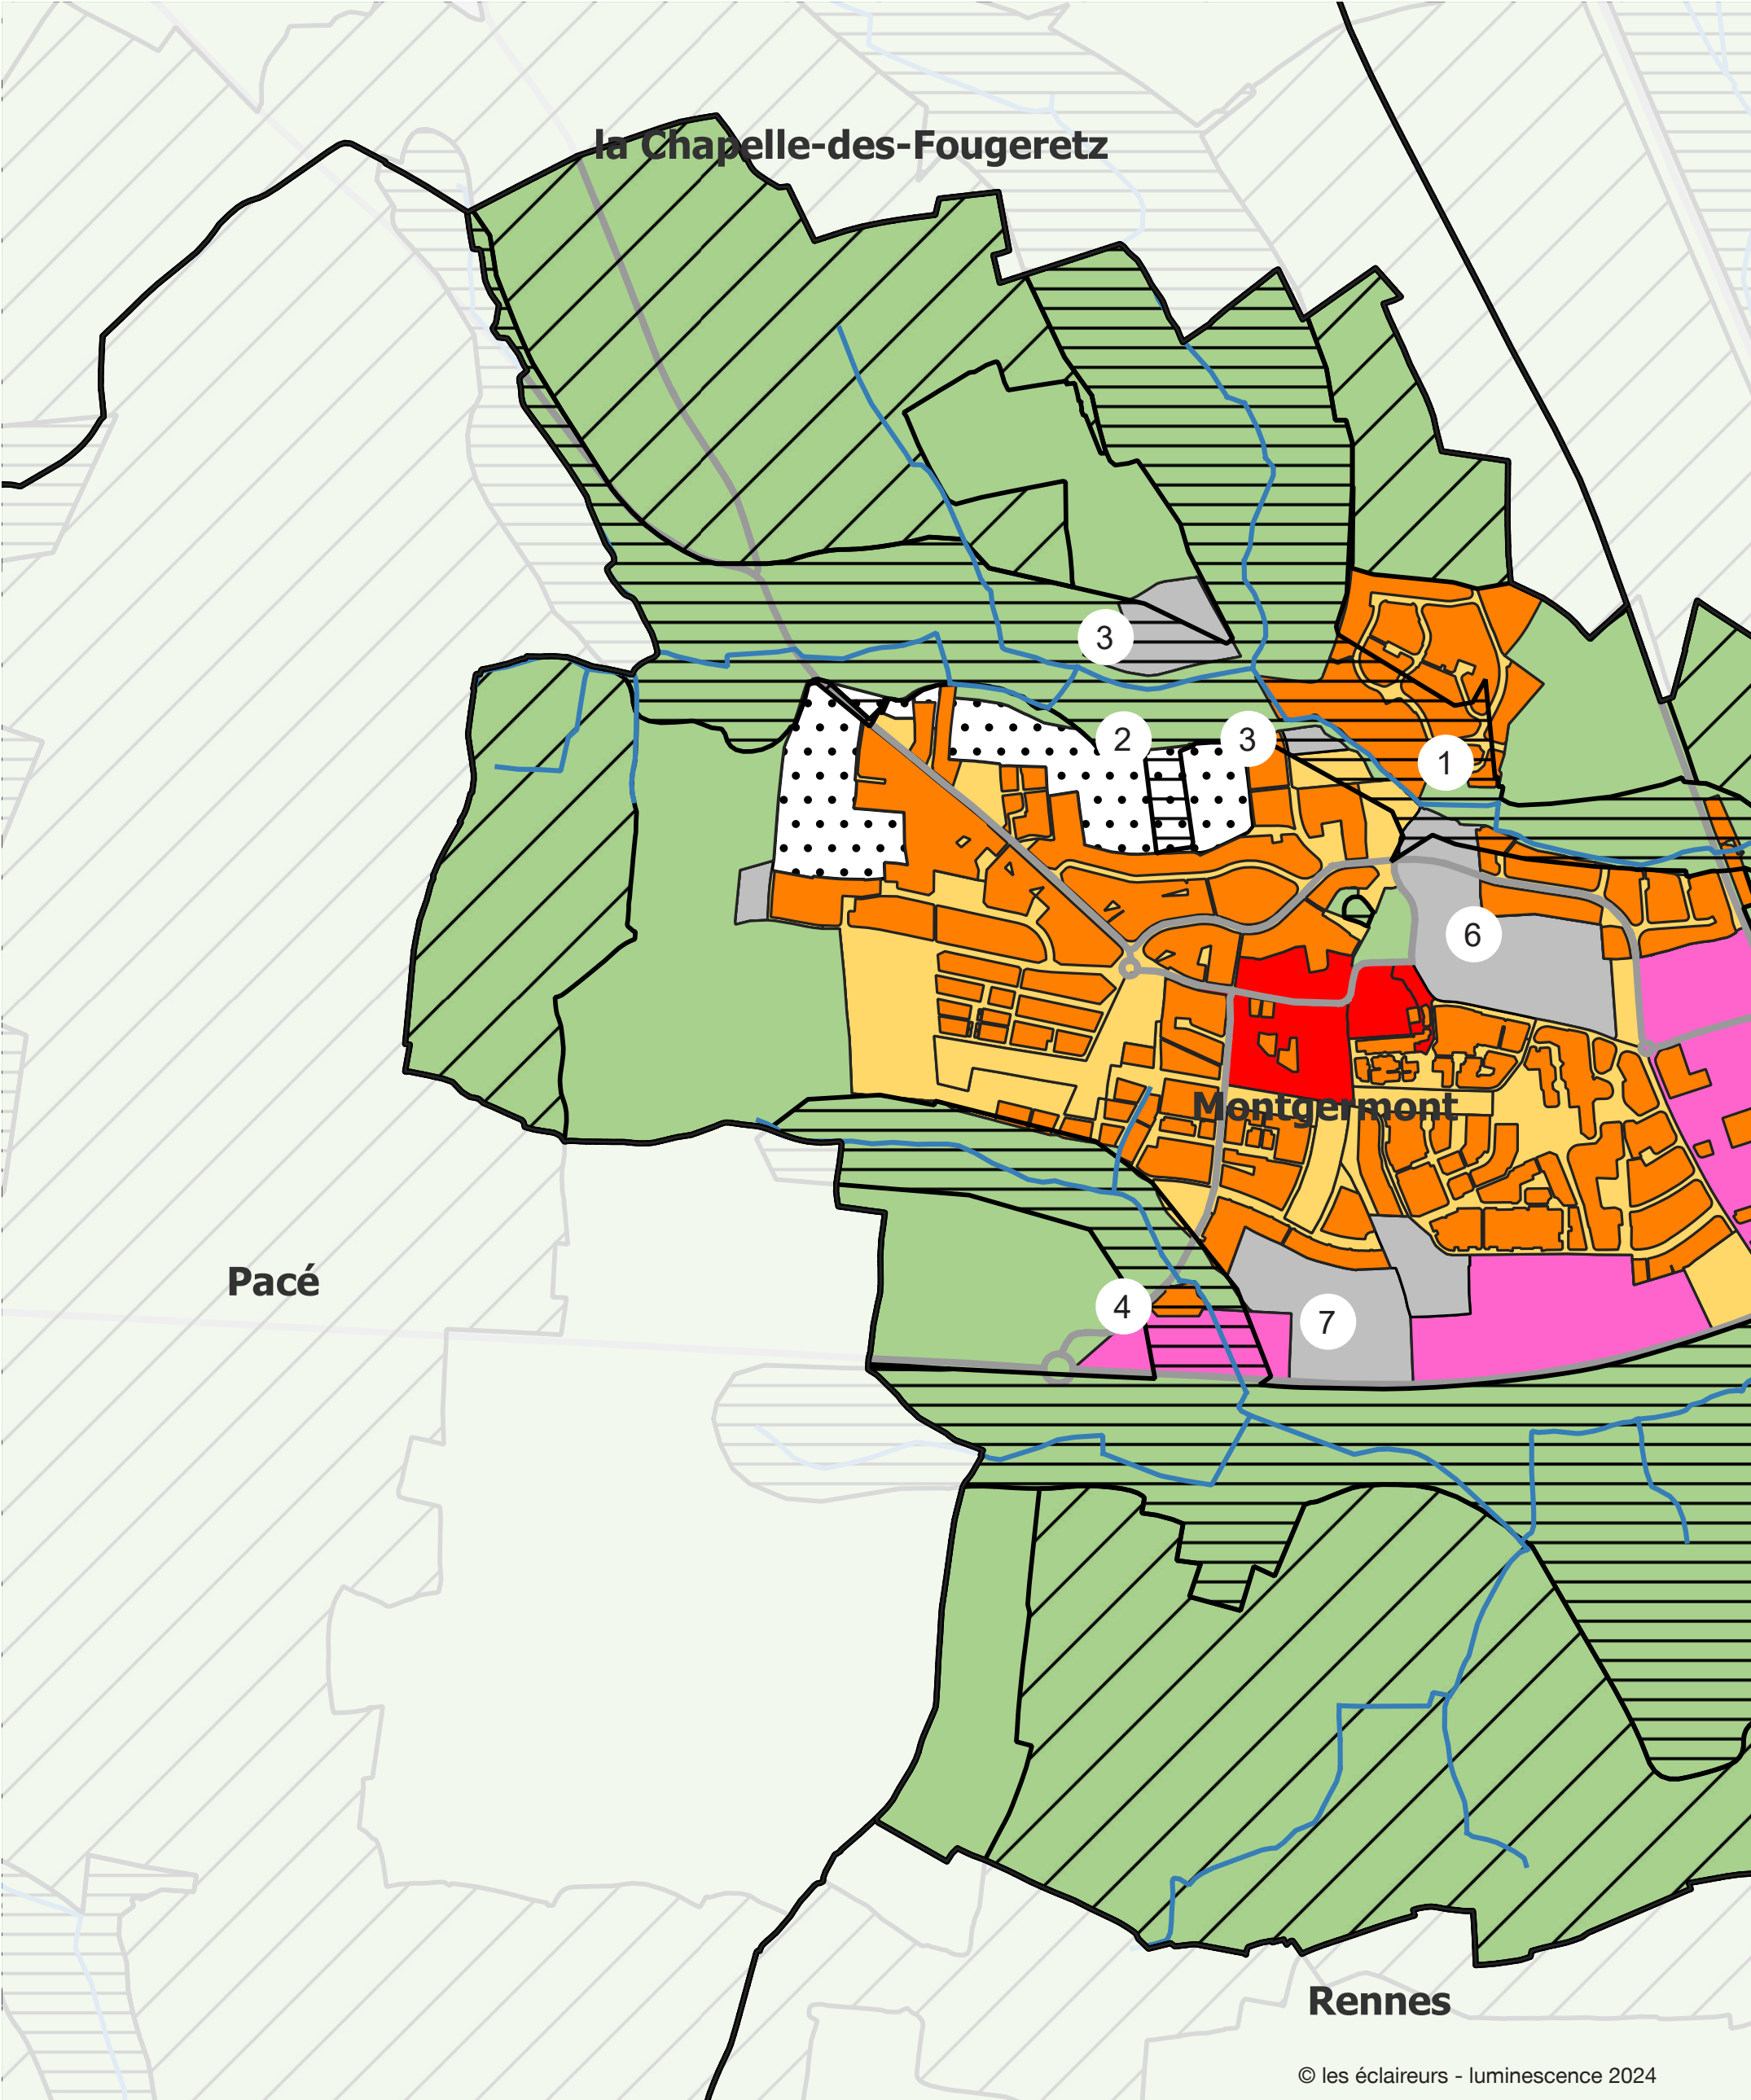 la Chapelle-des-Fougeretz
3
2
3
1
6
Montgermont
Pacé
4
7
Rennes
© les éclaireurs - luminescence 2024